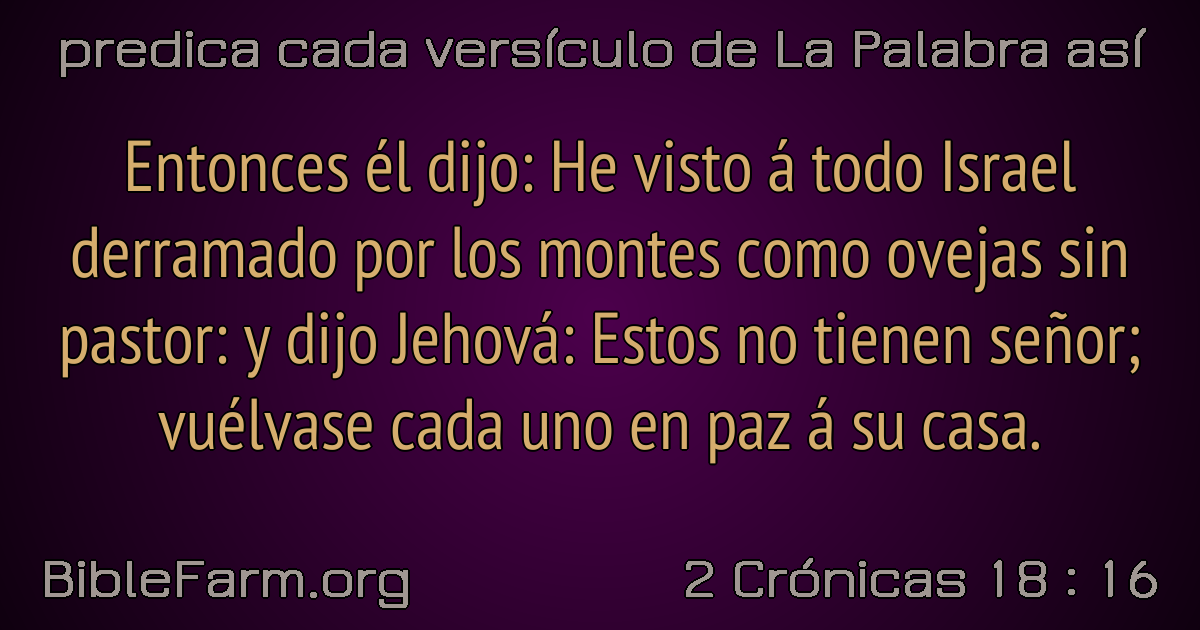 predica cada versículo de La Palabra así
Entonces él dijo: He visto á todo Israel
derramado por los montes como ovejas sin
pastor: y dijo Jehová: Estos no tienen señor;
vuélvase cada uno en paz á su casa.
BibleFarm.org
2 Crónicas 18 : 16